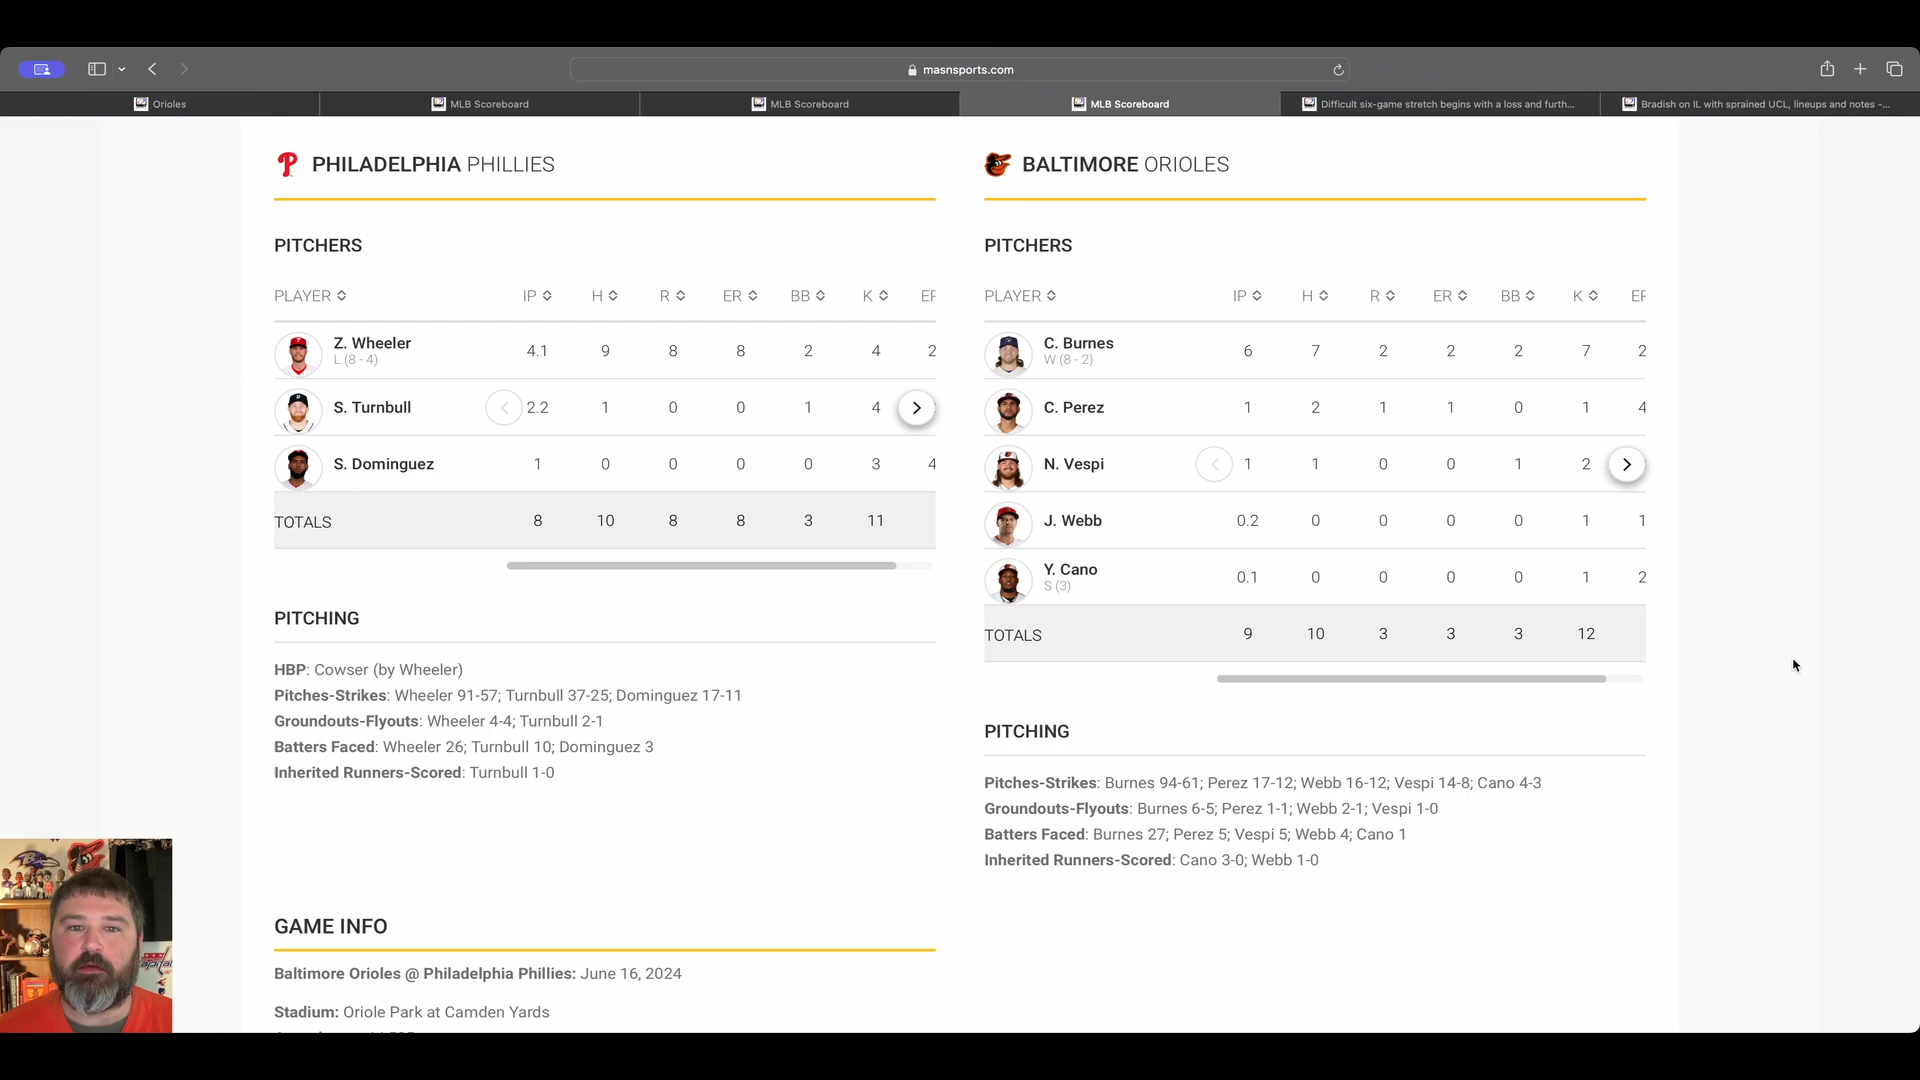 masnsports.com
Orioles
MLB Scoreboard
MLB Scoreboard
MLB Scoreboard
Difficult six-game stretch begins with a loss and furth...
Bradish on IL with sprained UCL, lineups and notes -...
PHILADELPHIA PHILLIES
PITCHERS
PLAYER IP H R ER BB K
Z. Wheeler 4.1 9 8 8 2 4 2
L (8 - 4)
S. Turnbull 2.2 1 0 0 1 4
S. Dominguez 1 0 0 0 0 3 4
TOTALS 8 10 8 8 3 11
PITCHING
HBP: Cowser (by Wheeler)
Pitches-Strikes: Wheeler 91-57; Turnbull 37-25; Dominguez 17-11
Groundouts-Flyouts: Wheeler 4-4; Turnbull 2-1
Batters Faced: Wheeler 26; Turnbull 10; Dominguez 3
Inherited Runners-Scored: Turnbull 1-0
BALTIMORE ORIOLES
PITCHERS
PLAYER IP H R ER BB K
C. Burnes 6 7 2 2 2 7 2
W (8 - 2)
C. Perez 1 2 1 1 0 1 4
N. Vespi 1 1 0 0 1 2
J. Webb 0.2 0 0 0 0 1 1
Y. Cano 0.1 0 0 0 0 1 2
S (3)
TOTALS 9 10 3 3 3 12
PITCHING
Pitches-Strikes: Burnes 94-61; Perez 17-12; Webb 16-12; Vespi 14-8; Cano 4-3
Groundouts-Flyouts: Burnes 6-5; Perez 1-1; Webb 2-1; Vespi 1-0
Batters Faced: Burnes 27; Perez 5; Vespi 5; Webb 4; Cano 1
Inherited Runners-Scored: Cano 3-0; Webb 1-0
GAME INFO
Baltimore Orioles @ Philadelphia Phillies: June 16, 2024
Stadium: Oriole Park at Camden Yards